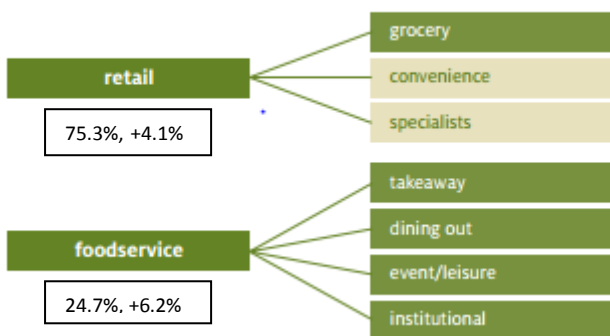 grocery
retail
convenience
specialists
75.3%, +4.1%
takeaway
dining out
foodservice
event/leisure
institutional
24.7%, +6.2%